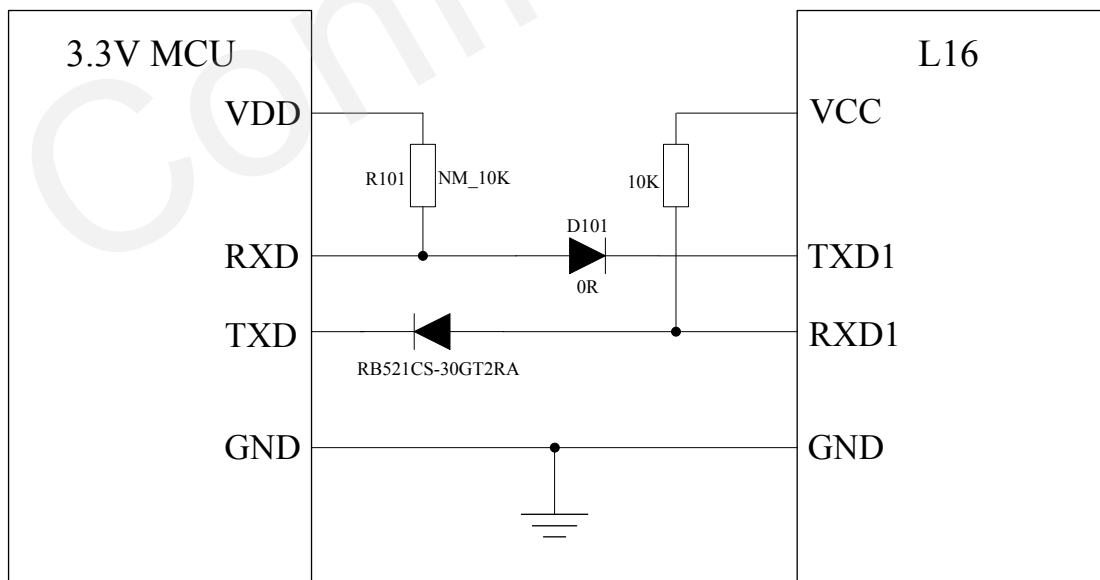 3.3V MCU
L16
VDD
VCC
R101
NM_10K
10K
D101
RXD
TXD1
0R
TXD
RXD1
RB521CS-30GT2RA
GND
GND